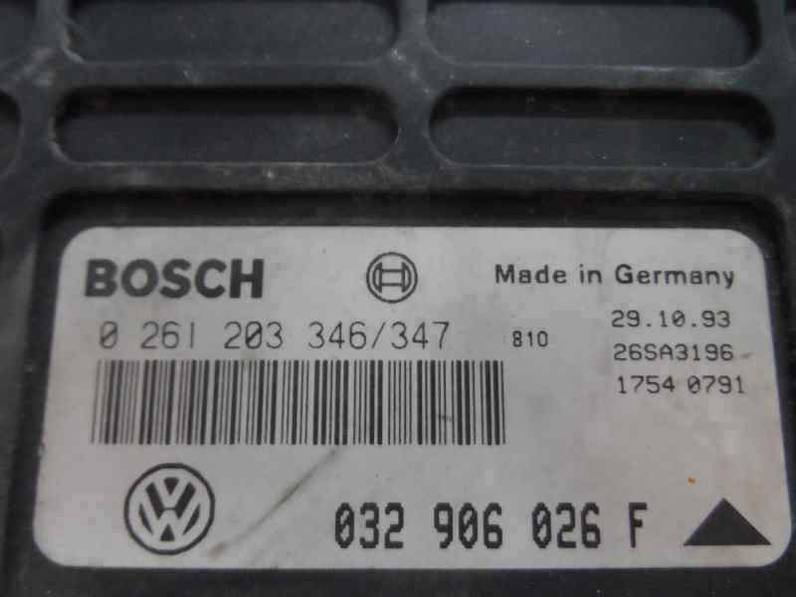 BOSCH Made in Germany
0 261 203 346/347 810 29.10.93
26SA3196
1754 0791
VW
032 906 026 F